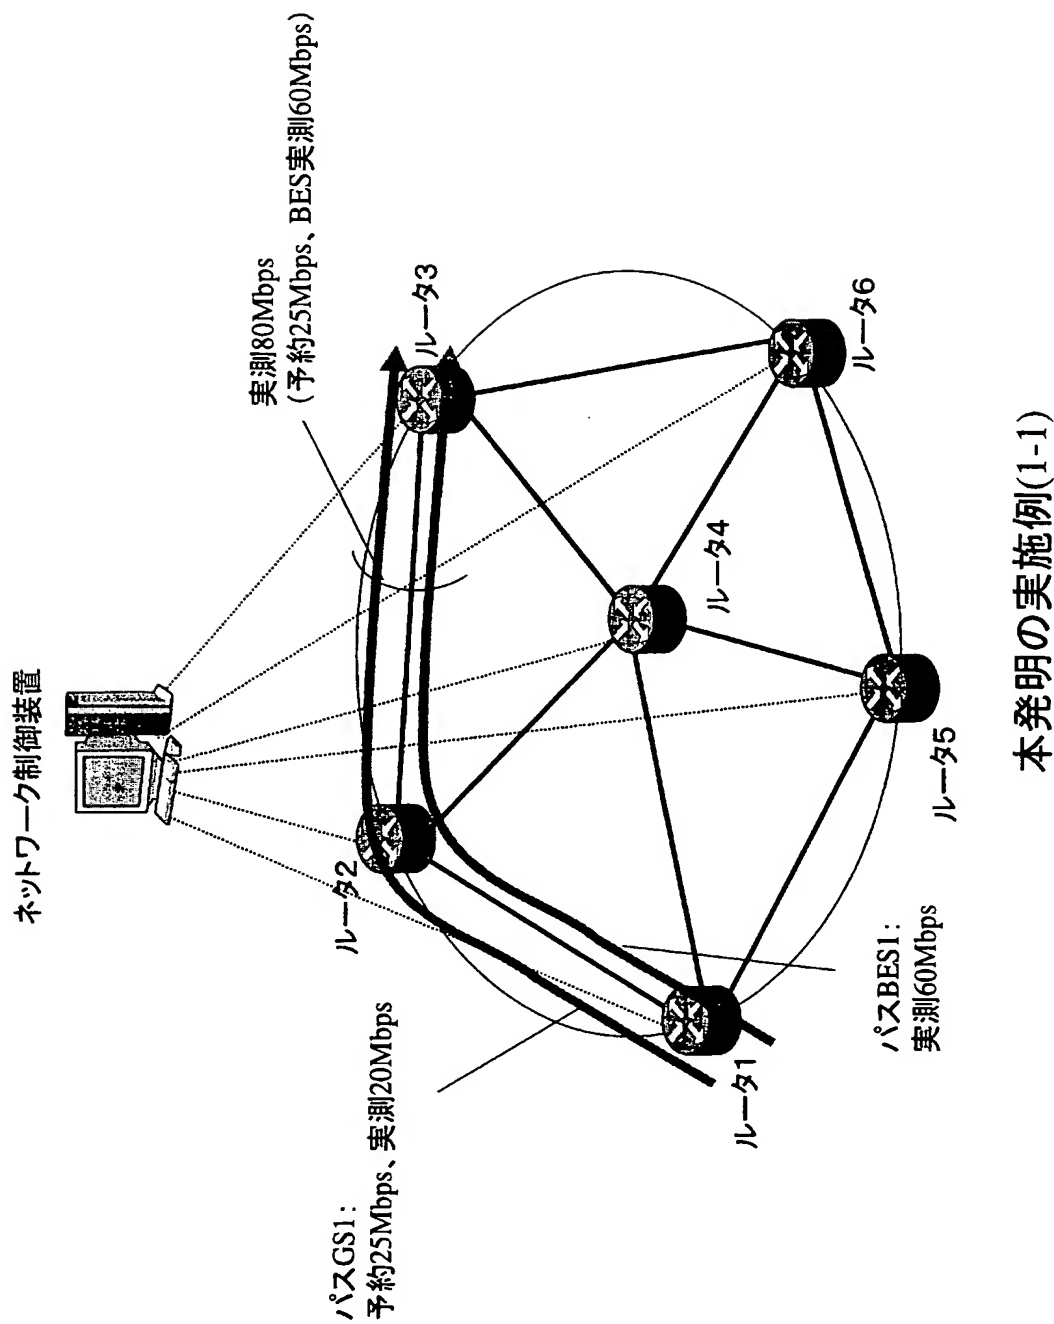 ネットワーク制御装置
実測80Mbps
(予約25Mbps、BES実測60Mbps)
パスGS1:
予約25Mbps、実測20Mbps
ルータ2
ルータ3
ルータ4
ルータ1
ルータ6
パスBES1:
実測60Mbps
ルータ5
本発明の実施例(1-1)